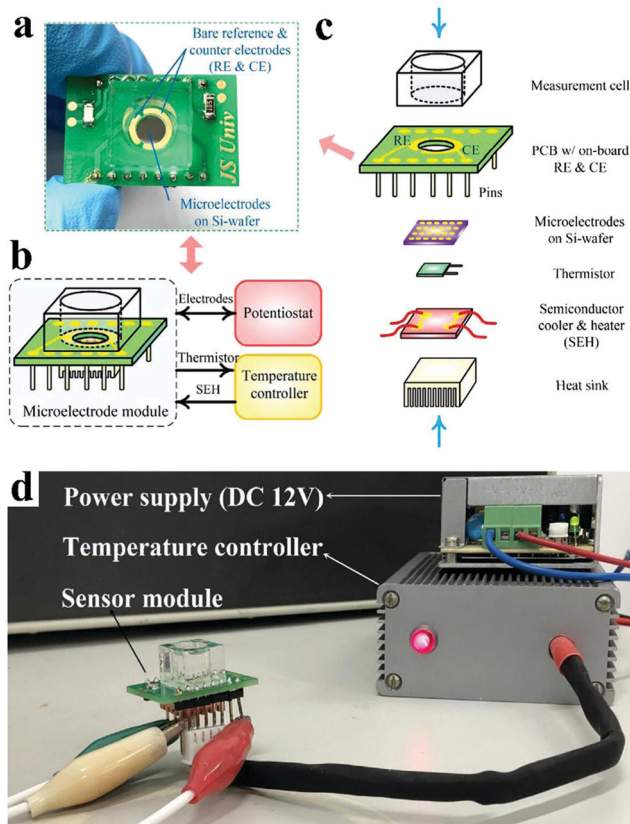 a
Bare reference &
counter electrodes
(RE & CE)
JS Univ
Microelectrodes
on Si-wafer
b
Electrodes
Potentiostat
Thermistor
SEH
Temperature
controller
Microelectrode module
c
Measurement cell
RE
CE
PCB w/ on-board
RE & CE
Pins
Microelectrodes
on Si-wafer
Thermistor
Semiconductor
cooler & heater
(SEH)
Heat sink
d
Power supply (DC 12V)
Temperature controller
Sensor module